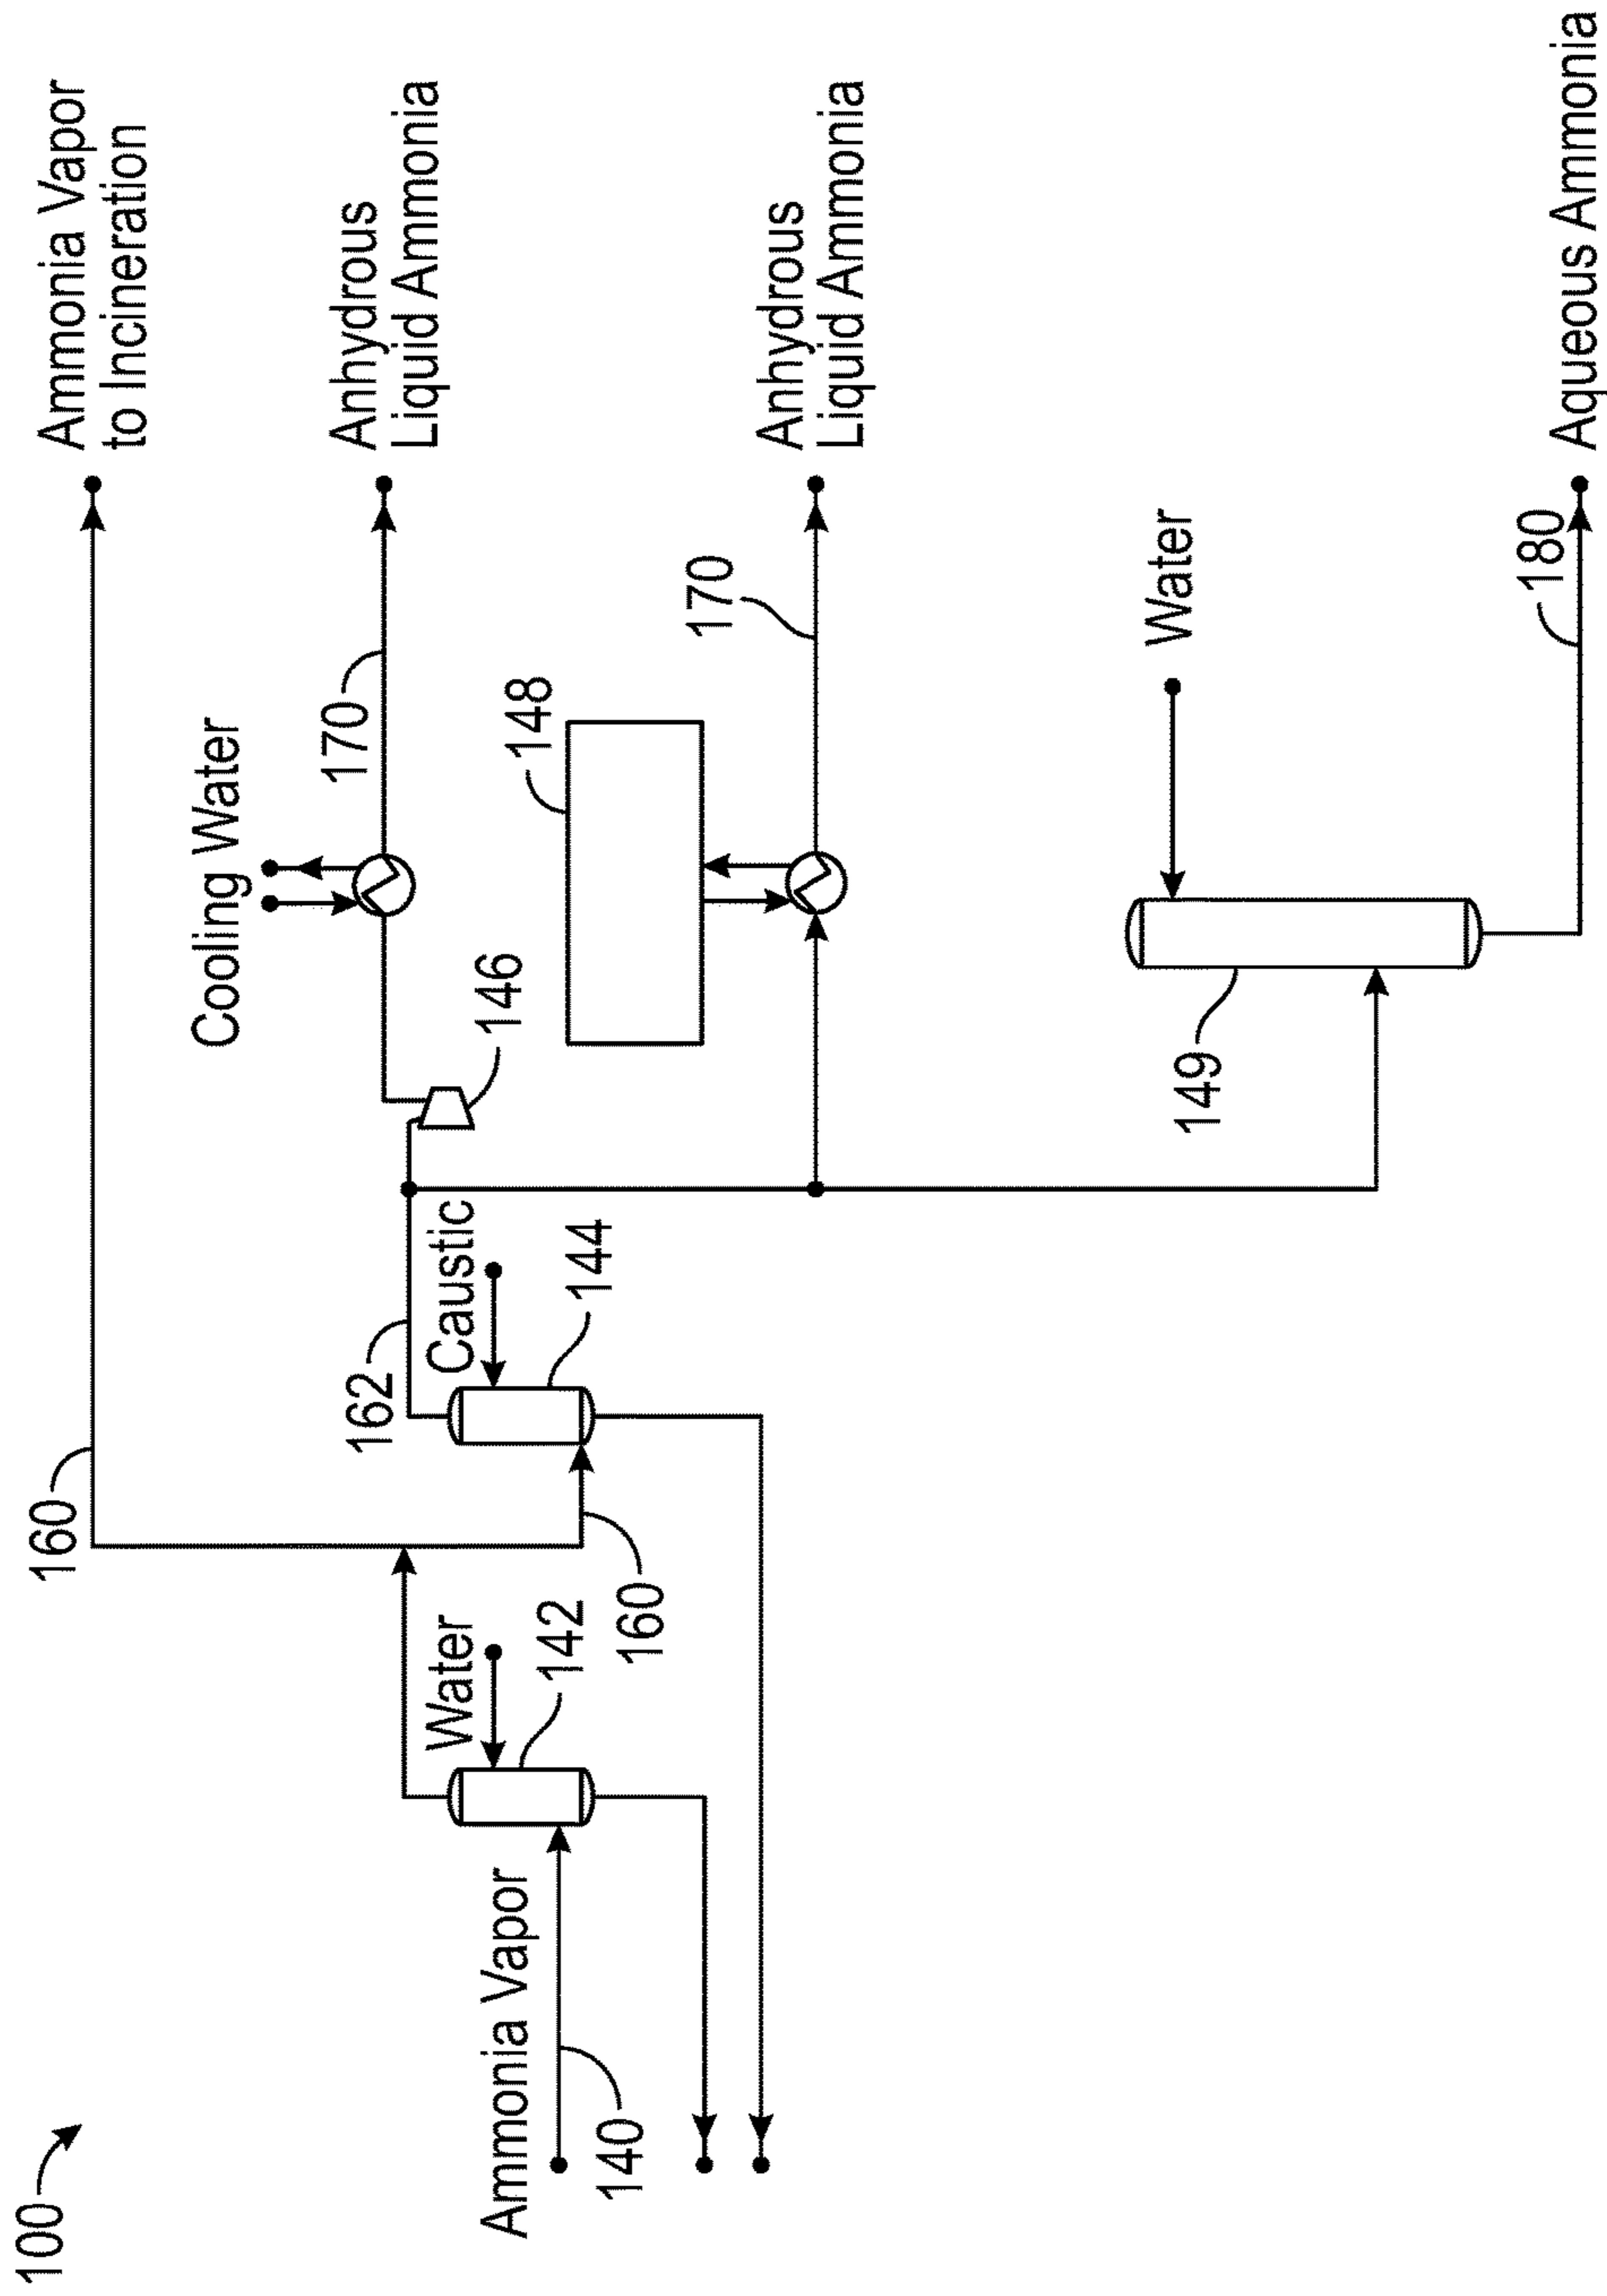 100
Ammonia Vapor
to Incineration
160
Cooling Water
170
Anhydrous
Liquid Ammonia
162
Caustic
146
148
Water
142
144
160
Ammonia Vapor
140
170
Anhydrous
Liquid Ammonia
149
Water
180
Aqueous Ammonia